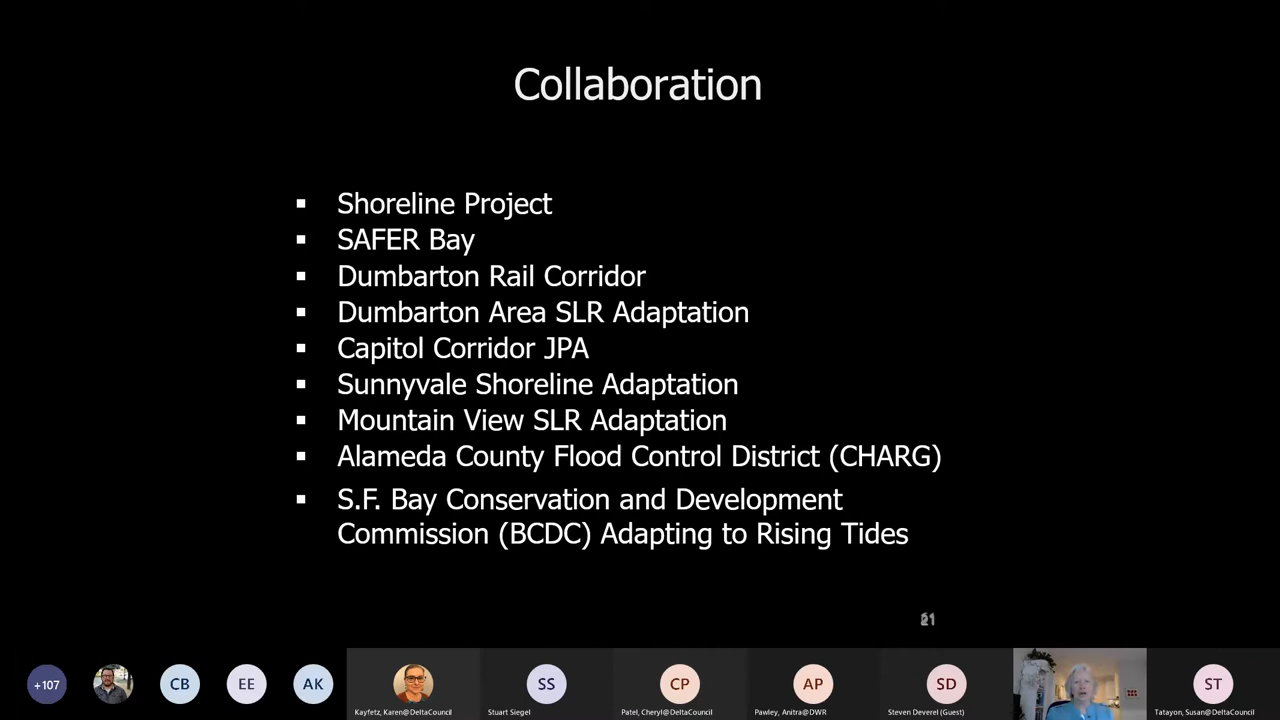 Collaboration
Shoreline Project
SAFER Bay
Dumbarton Rail Corridor
Dumbarton Area SLR Adaptation
Capitol Corridor JPA
Sunnyvale Shoreline Adaptation
Mountain View SLR Adaptation
Alameda County Flood Control District (CHARG)
S.F. Bay Conservation and Development
Commission (BCDC) Adapting to Rising Tides
+107
CB
EE
AK
Kayfetz, Karen@DeltaCouncil
SS
Stuart Siegel
CP
Patel, Cheryl@DeltaCouncil
AP
Pawley, Anitra@DWR
SD
Steven Deverel (Guest)
ST
Tatayon, Susan@DeltaCouncil